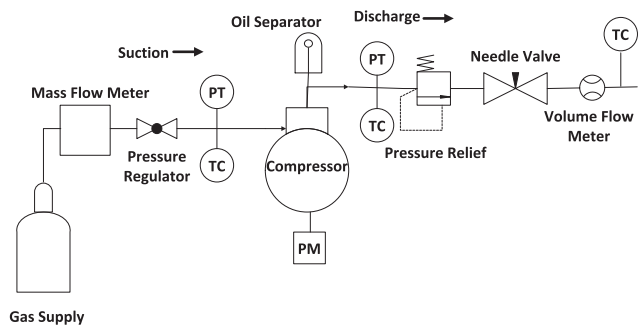 Oil Separator
Discharge
Suction
TC
PT
Needle Valve
Mass Flow Meter
PT
TC
Volume Flow
Meter
Pressure
Regulator
TC
Pressure Relief
Compressor
PM
Gas Supply